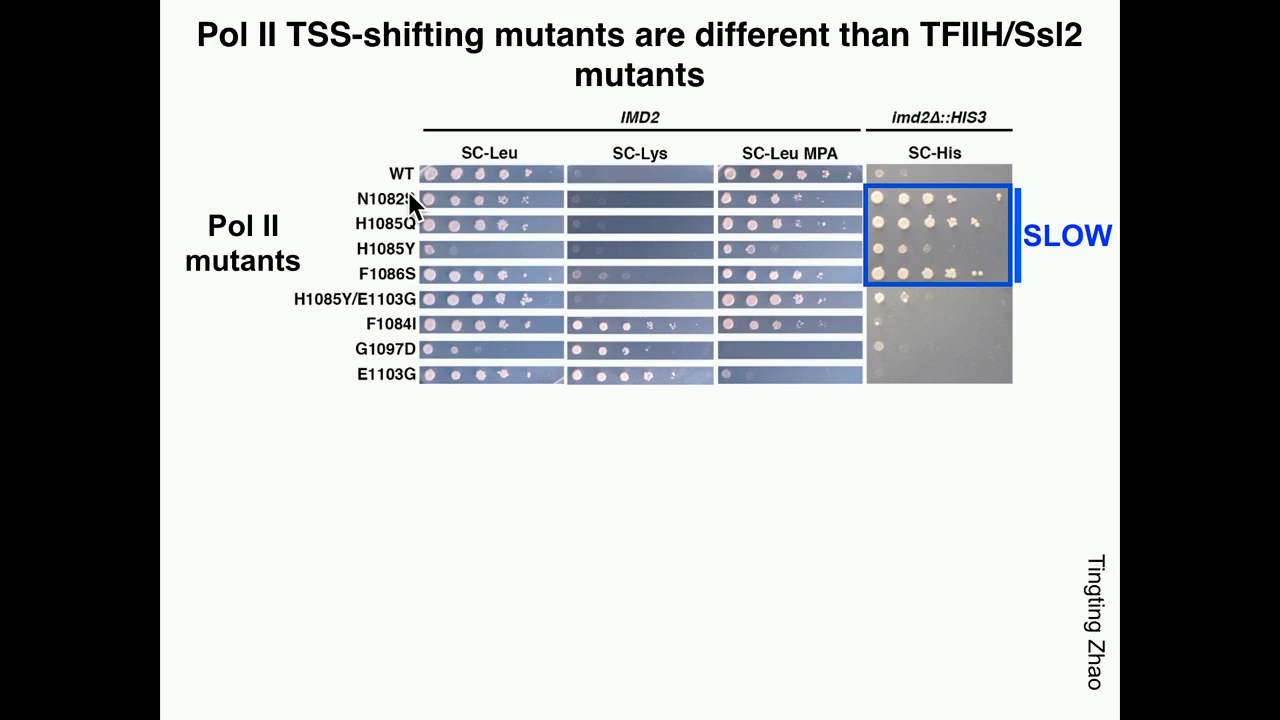 Pol II TSS-shifting mutants are different than TFIIH/Ssl2
mutants
IMD2
imd2Δ::HIS3
SC-Leu
SC-Lys
SC-Leu MPA
SC-His
Pol II
mutants
WT
N1082S
H1085Q
H1085Y
F1086S
H1085Y/E1103G
F1084I
G1097D
E1103G
SLOW
Tingting Zhao